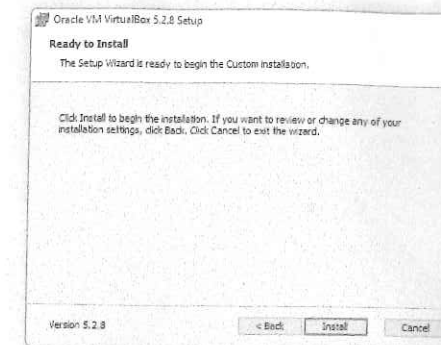 Oracle VM VirtualBox 5.2.8 Setup
Ready to Install
The Setup Wizard is ready to begin the Custom installation.
Click Install to begin the installation. If you want to review or change any of your
installation settings, click Back. Click Cancel to exit the wizard.
Version 5.2.8
< Back
Install
Cancel